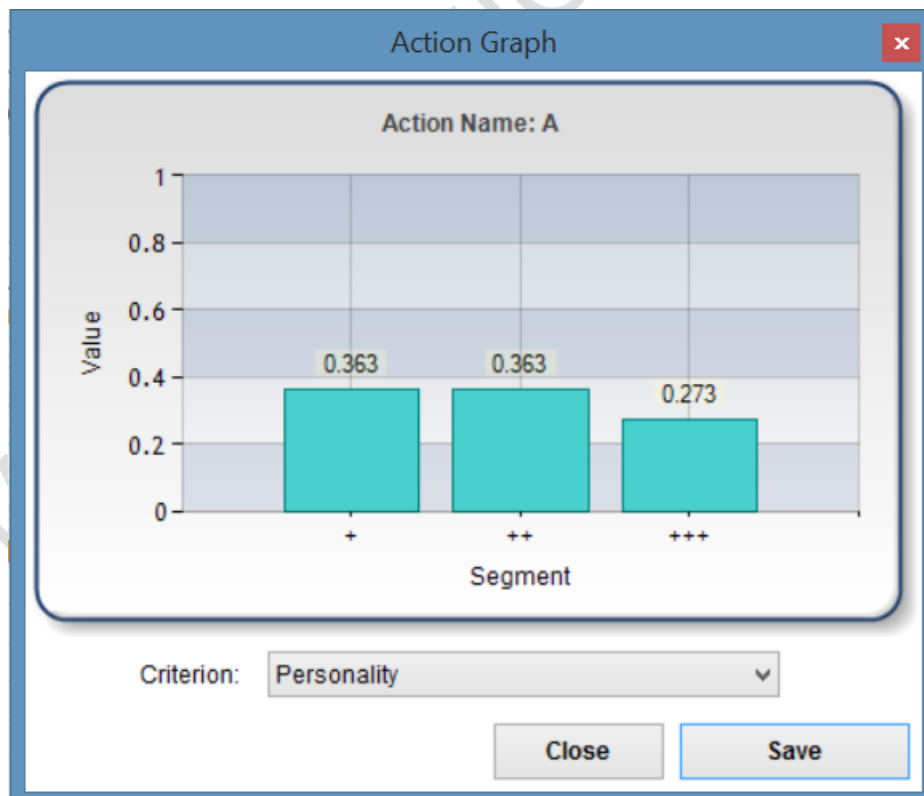 Action Graph
x
Action Name: A
1
0.8
0.6
0.4
0.2
0
Value
0.363
0.363
0.273
+
++
+++
Segment
Criterion:
Personality
Close
Save